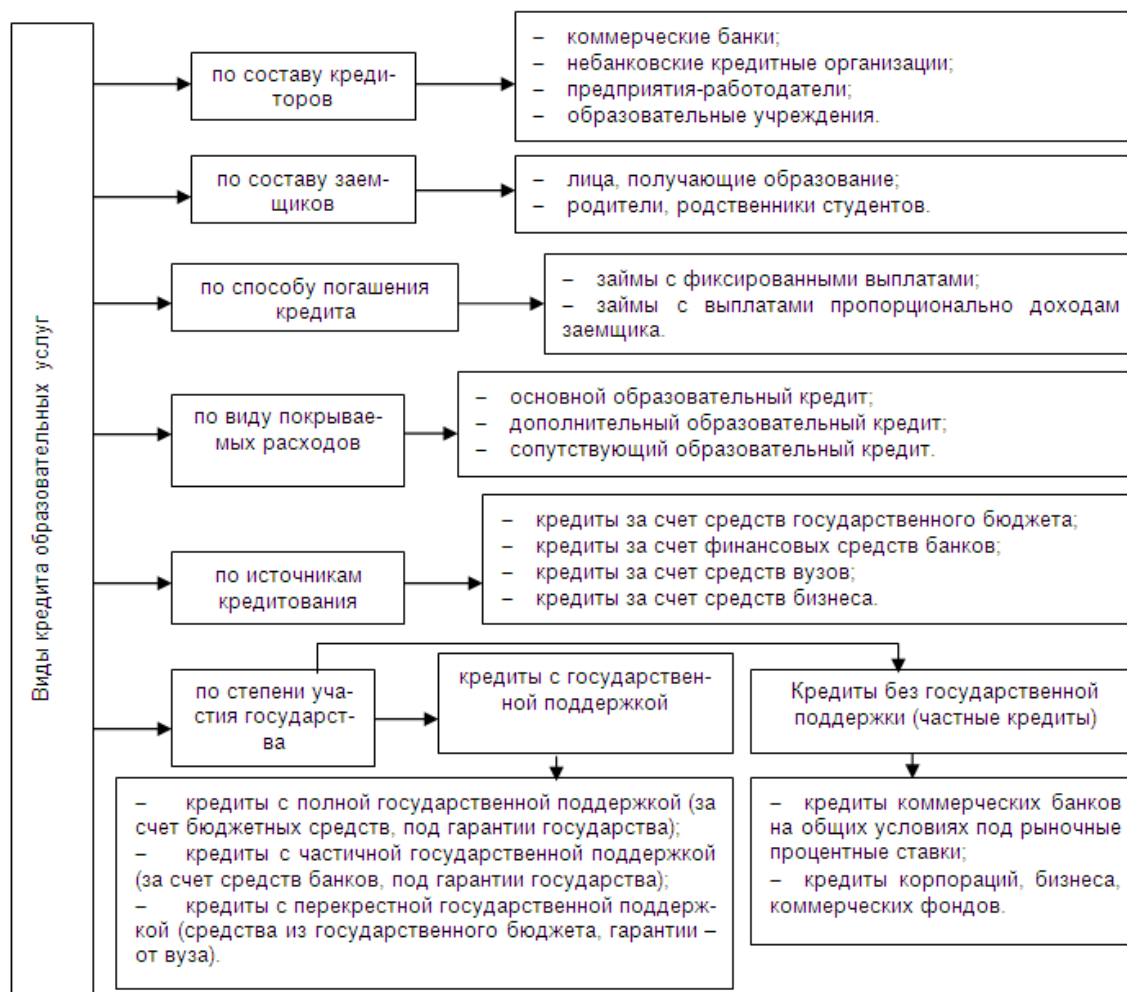 Виды кредита образовательных услуг
по составу креди-
торов
– коммерческие банки;
– небанковские кредитные организации;
– предприятия-работодатели;
– образовательные учреждения.
по составу заем-
щиков
– лица, получающие образование;
– родители, родственники студентов.
по способу погашения
кредита
– займы с фиксированными выплатами;
– займы с выплатами пропорционально доходам
заемщика.
по виду покрывае-
мых расходов
– основной образовательный кредит;
– дополнительный образовательный кредит;
– сопутствующий образовательный кредит.
по источникам
кредитования
– кредиты за счет средств государственного бюджета;
– кредиты за счет финансовых средств банков;
– кредиты за счет средств вузов;
– кредиты за счет средств бизнеса.
по степени уча-
стия государст-
ва
кредиты с государствен-
ной поддержкой
Кредиты без государственной
поддержки (частные кредиты)
– кредиты с полной государственной поддержкой (за
счет бюджетных средств, под гарантии государства);
– кредиты с частичной государственной поддержкой
(за счет средств банков, под гарантии государства);
– кредиты с перекрестной государственной поддерж-
кой (средства из государственного бюджета, гарантии –
от вуза).
– кредиты коммерческих банков
на общих условиях под рыночные
процентные ставки;
– кредиты корпораций, бизнеса,
коммерческих фондов.